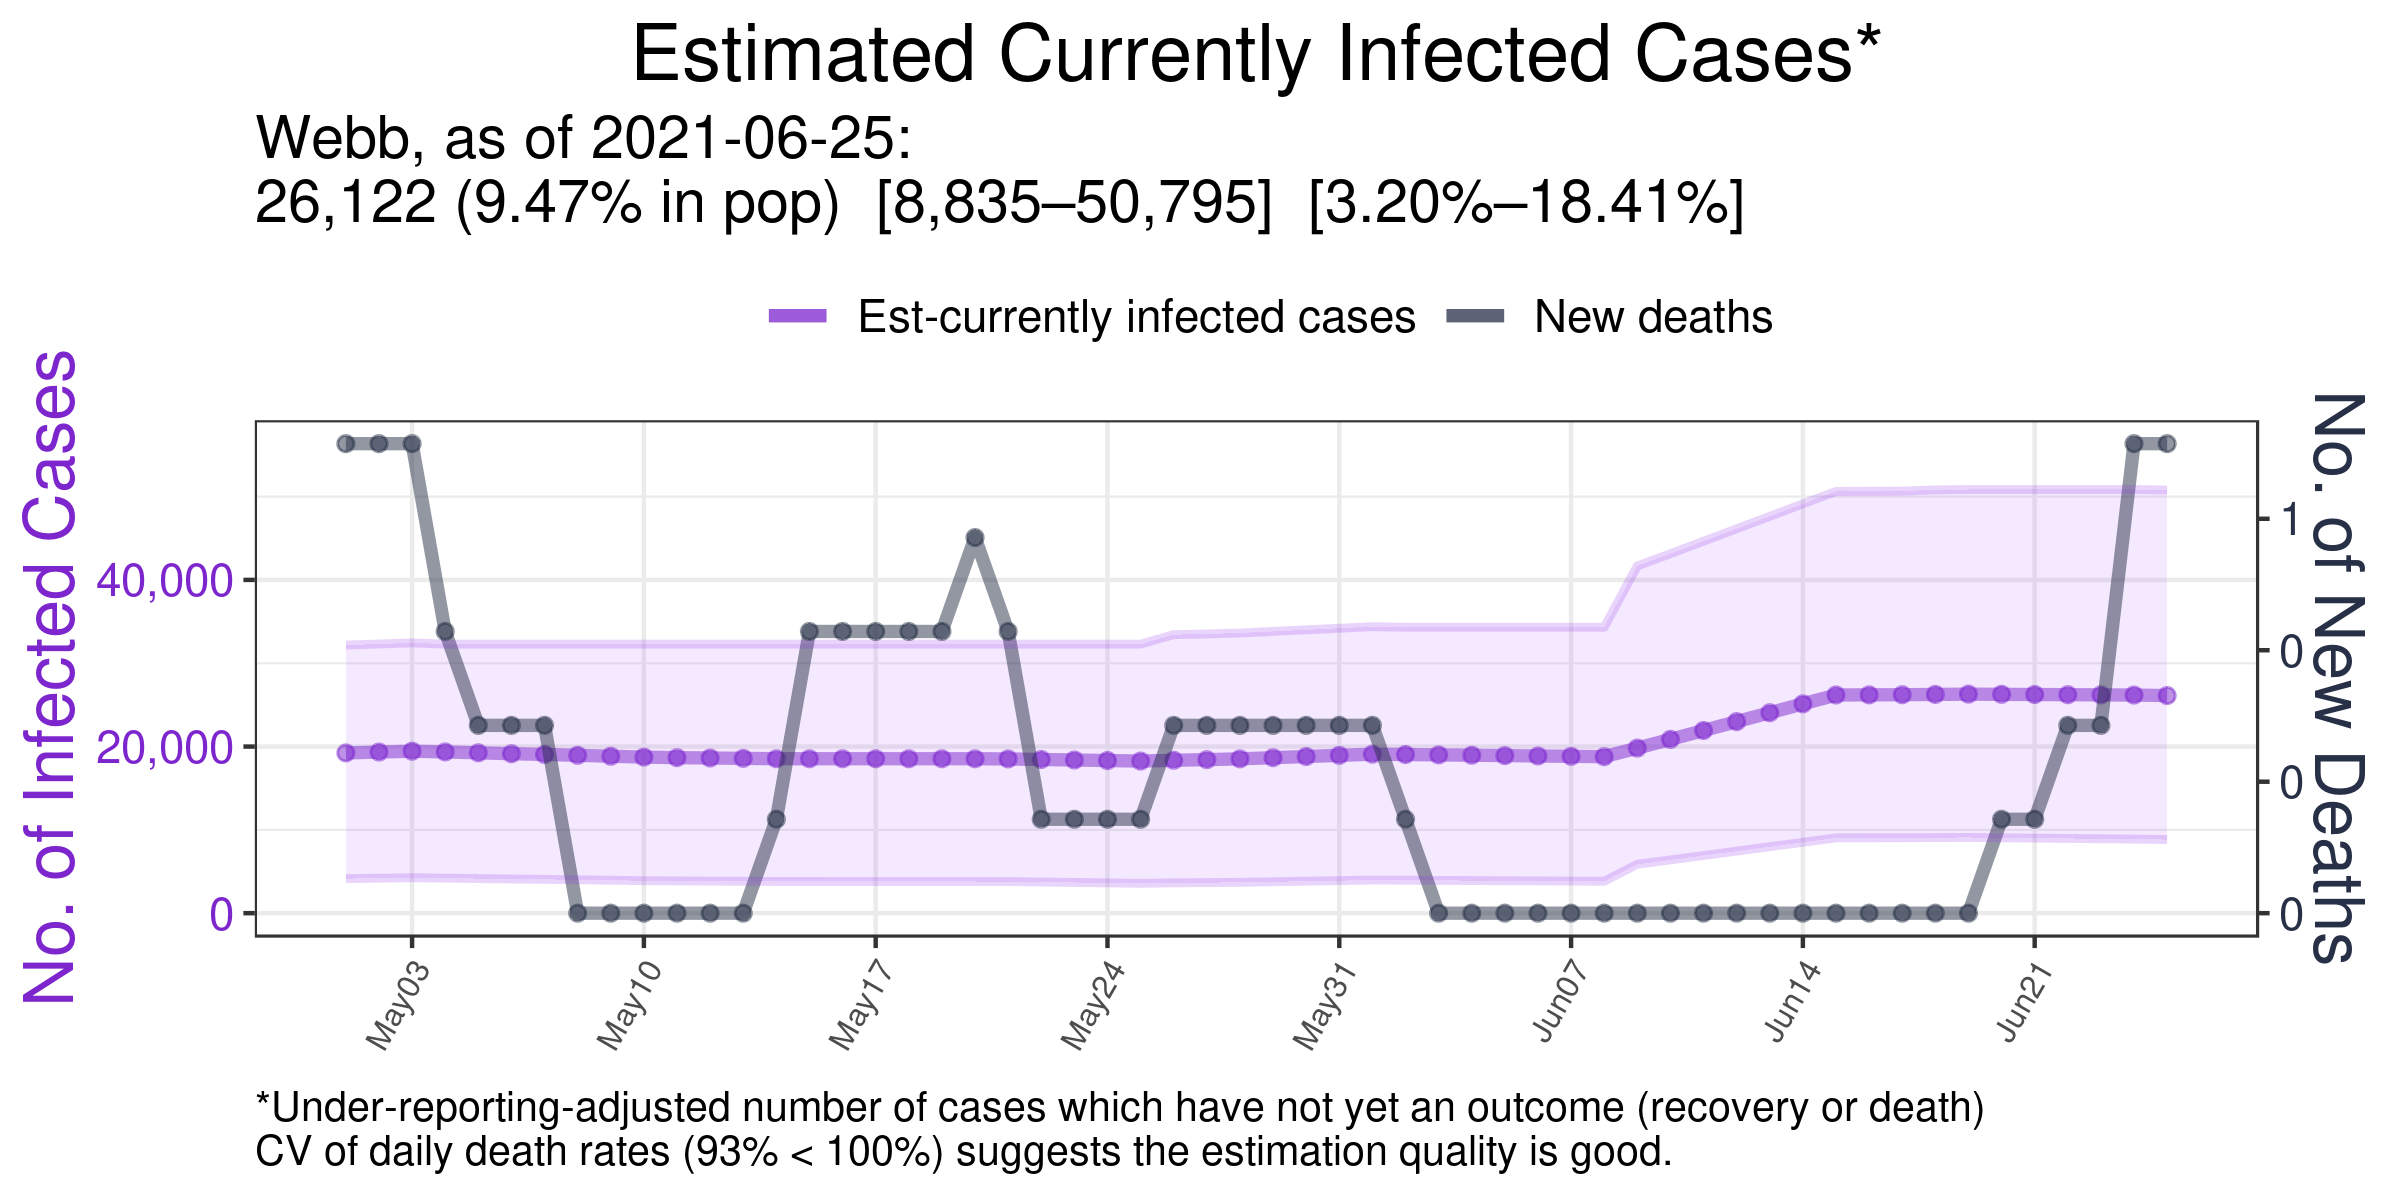 Estimated Currently Infected Cases*
Webb, as of 2021-06-25:
26,122 (9.47% in pop)  [8,835–50,795]  [3.20%–18.41%]
Est-currently infected cases
New deaths
No. of Infected Cases
40,000
20,000
0
1
0
0
0
No. of New Deaths
May03
May10
May17
May24
May31
Jun07
Jun14
Jun21
*Under-reporting-adjusted number of cases which have not yet an outcome (recovery or death)
CV of daily death rates (93% < 100%) suggests the estimation quality is good.